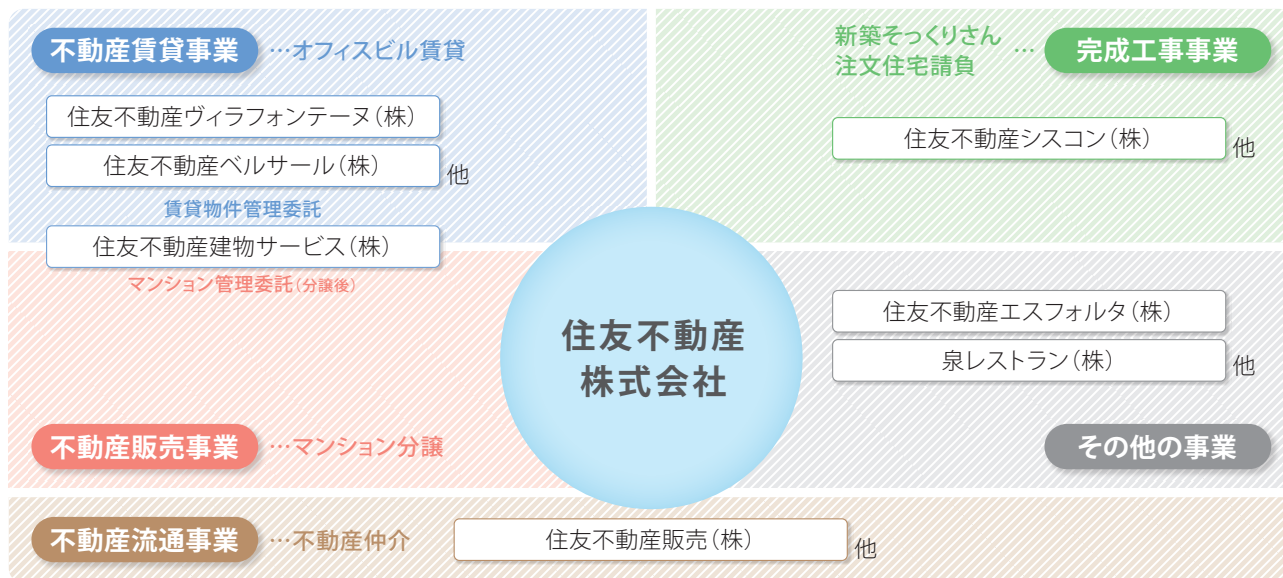 不動産賃貸事業 …オフィスビル賃貸
住友不動産ヴィラフォンテーヌ(株)
住友不動産ベルサール(株) 他
賃貸物件管理委託
住友不動産建物サービス(株)
マンション管理委託(分譲後)
不動産販売事業 …マンション分譲
新築そっくりさん
注文住宅請負 … 完成工事事業
住友不動産シスコン(株) 他
住友不動産
株式会社
住友不動産エスフォルタ(株)
泉レストラン(株) 他
その他の事業
不動産流通事業 …不動産仲介 住友不動産販売(株) 他